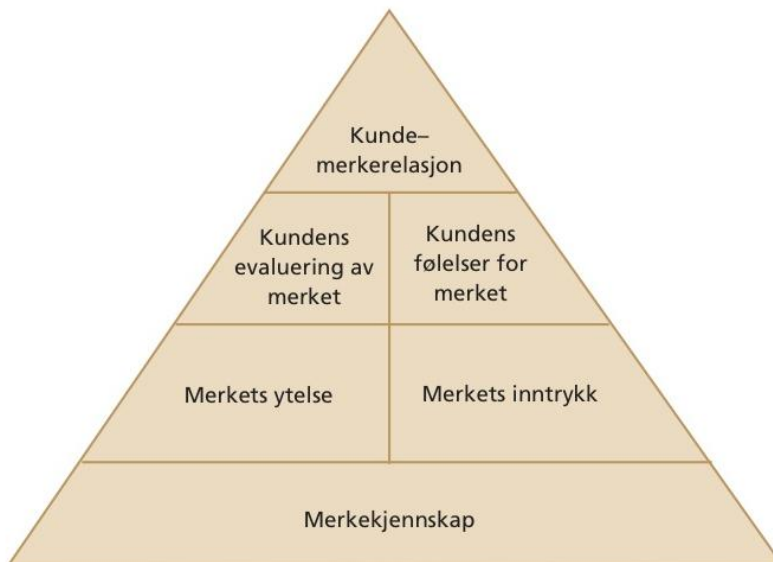 Kunde–
merkerelasjon
Kundens
evaluering av
merket
Kundens
følelser for
merket
Merkets ytelse
Merkets inntrykk
Merkekjennskap